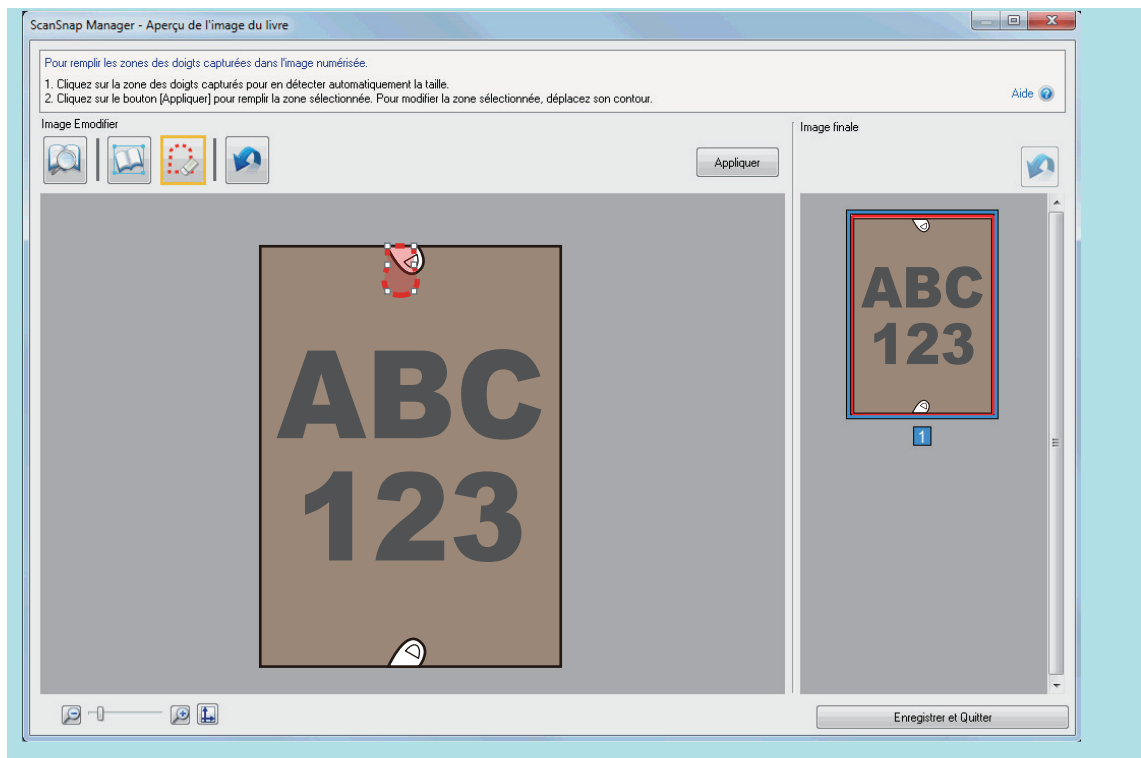 ScanSnap Manager - Aperçu de l'image du livre
Pour remplir les zones des doigts capturées dans l'image numérisée.
1. Cliquez sur la zone des doigts capturés pour en détecter automatiquement la taille.
2. Cliquez sur le bouton [Appliquer] pour remplir la zone sélectionnée. Pour modifier la zone sélectionnée, déplacez son contour.
Aide
Image Emodifier
Image finale
Appliquer
ABC
123
ABC
123
1
Enregistrer et Quitter